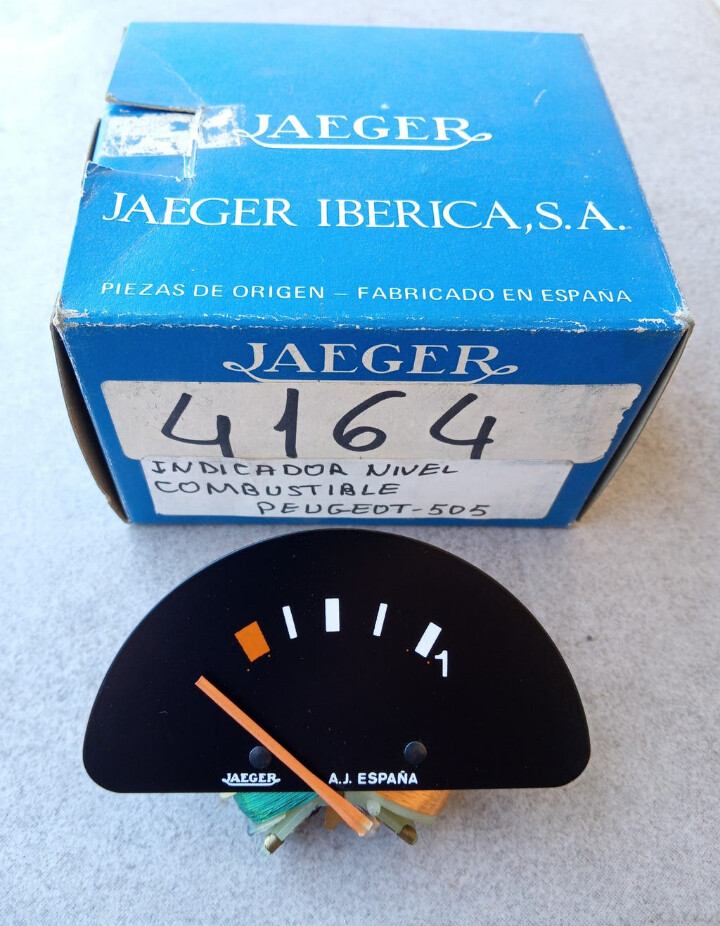 JAEGER
JAEGER IBERICA, S.A.
PIEZAS DE ORIGEN – FABRICADO EN ESPAÑA
JAEGER
4164
INDICADOR NIVEL
COMBUSTIBLE
PEUGEOT-505
1
JAEGER A.J. ESPAÑA